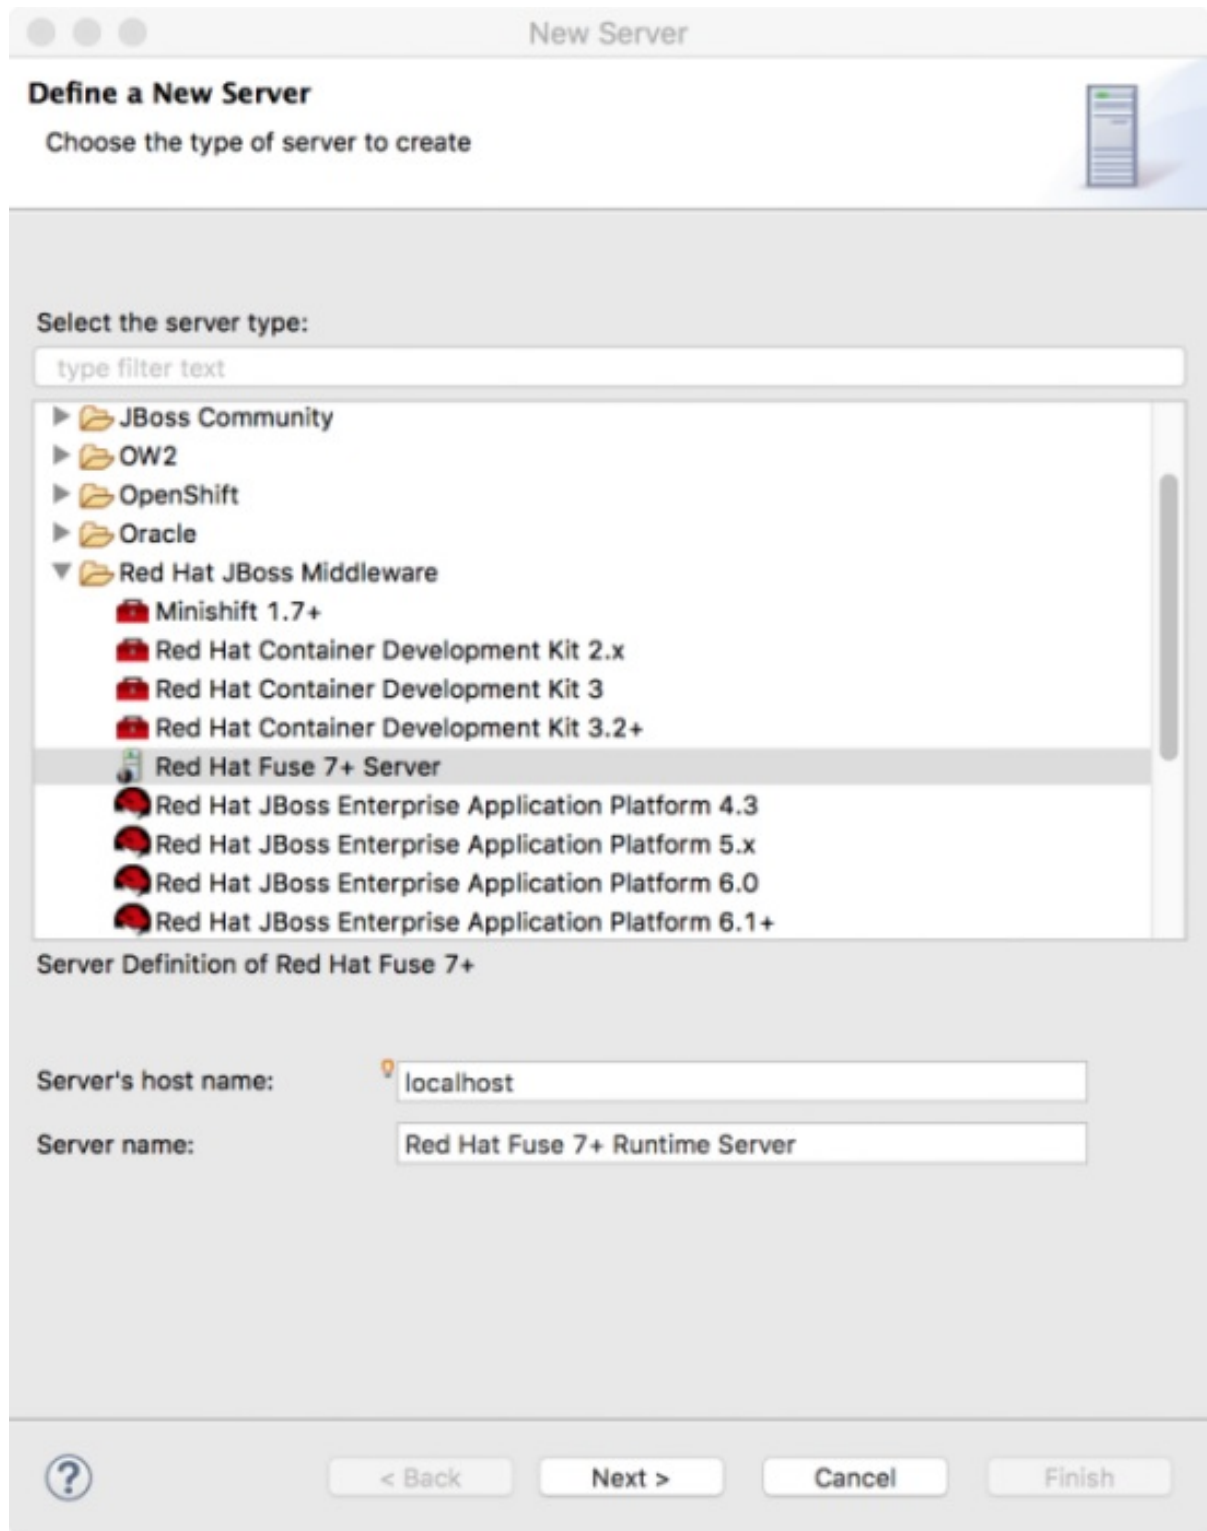 New Server
Define a New Server
Choose the type of server to create
Select the server type:
type filter text
JBoss Community
OW2
OpenShift
Oracle
Red Hat JBoss Middleware
Minishift 1.7+
Red Hat Container Development Kit 2.x
Red Hat Container Development Kit 3
Red Hat Container Development Kit 3.2+
Red Hat Fuse 7+ Server
Red Hat JBoss Enterprise Application Platform 4.3
Red Hat JBoss Enterprise Application Platform 5.x
Red Hat JBoss Enterprise Application Platform 6.0
Red Hat JBoss Enterprise Application Platform 6.1+
Server Definition of Red Hat Fuse 7+
Server's host name: localhost
Server name: Red Hat Fuse 7+ Runtime Server
? < Back Next > Cancel Finish